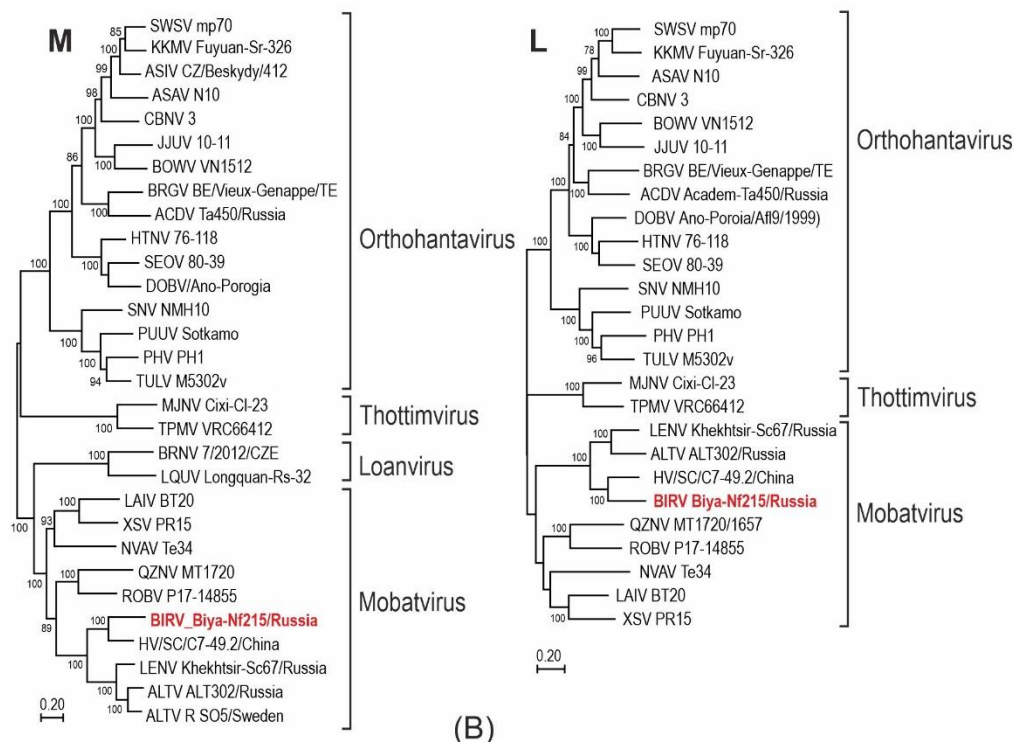 M
SWSV mp70
85
KKMV Fuyuan-Sr-326
100
ASIV CZ/Beskydy/412
99
ASAV N10
98
CBNV 3
100
JJUV 10-11
100
BOWV VN1512
86
BRGV BE/Vieux-Genappe/TE
100
ACDV Ta450/Russia
100
HTNV 76-118
100
SEOV 80-39
100
DOBV/Ano-Porogia
SNV NMH10
100
PUUV Sotkamo
100
PHV PH1
94
TULV M5302v
Orthohantavirus
MJNV Cixi-Cl-23
100
TPMV VRC66412
Thottimvirus
BRNV 7/2012/CZE
100
LQUV Longquan-Rs-32
Loanvirus
100
LAIV BT20
100
XSV PR15
93
NVAV Te34
QZNV MT1720
100
ROBV P17-14855
89
BIRV_Biya-Nf215/Russia
100
HV/SC/C7-49.2/China
100
LENV Khekhtsir-Sc67/Russia
100
ALTV ALT302/Russia
100
ALTV R SO5/Sweden
Mobatvirus
0.20
L
SWSV mp70
100
KKMV Fuyuan-Sr-326
78
ASAV N10
99
CBNV 3
100
BOWV VN1512
100
JJUV 10-11
84
BRGV BE/Vieux-Genappe/TE
100
ACDV Academ-Ta450/Russia
100
DOBV Ano-Poroia/Afl9/1999)
HTNV 76-118
100
SEOV 80-39
100
SNV NMH10
100
PUUV Sotkamo
100
PHV PH1
96
TULV M5302v
Orthohantavirus
MJNV Cixi-Cl-23
100
TPMV VRC66412
Thottimvirus
LENV Khekhtsir-Sc67/Russia
100
ALTV ALT302/Russia
100
HV/SC/C7-49.2/China
100
BIRV Biya-Nf215/Russia
100
QZNV MT1720/1657
100
ROBV P17-14855
NVAV Te34
LAIV BT20
100
XSV PR15
Mobatvirus
0.20
(B)